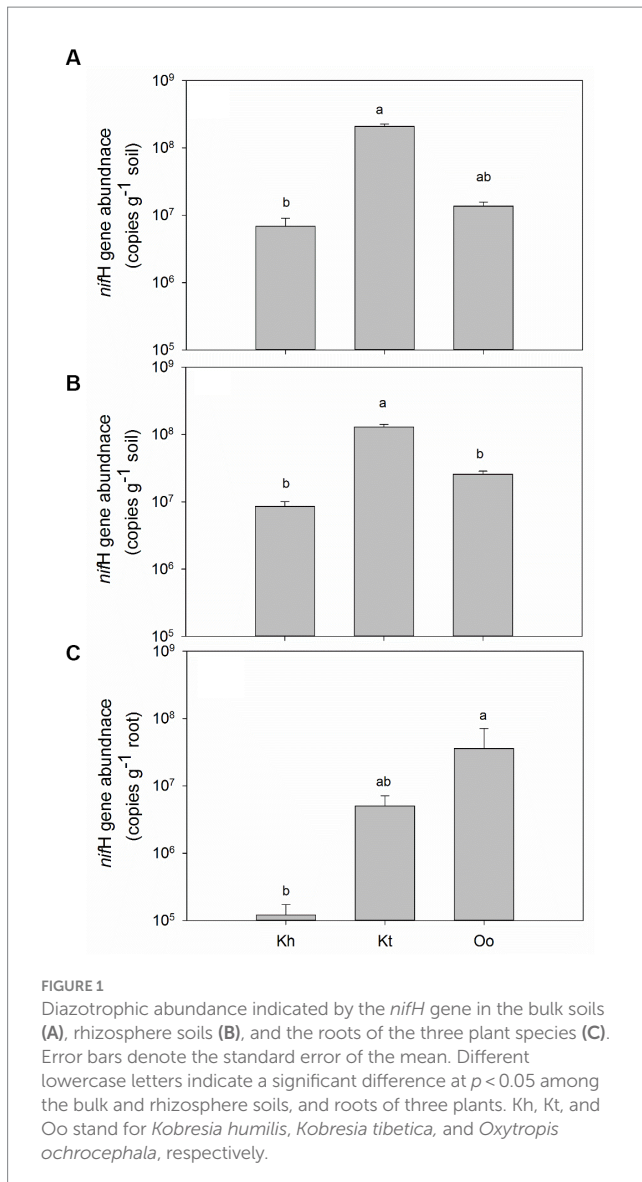 A
10⁹
a
10⁸
ab
b
10⁷
10⁶
10⁵
nifH gene abundnace
(copies g⁻¹ soil)
B
10⁹
a
10⁸
b
b
10⁷
10⁶
10⁵
nifH gene abundnace
(copies g⁻¹ soil)
C
10⁹
a
10⁸
ab
10⁷
10⁶
b
10⁵
nifH gene abundnace
(copies g⁻¹ root)
Kh Kt Oo
FIGURE 1
Diazotrophic abundance indicated by the nifH gene in the bulk soils
(A), rhizosphere soils (B), and the roots of the three plant species (C).
Error bars denote the standard error of the mean. Different
lowercase letters indicate a significant difference at p < 0.05 among
the bulk and rhizosphere soils, and roots of three plants. Kh, Kt, and
Oo stand for Kobresia humilis, Kobresia tibetica, and Oxytropis
ochrocephala, respectively.